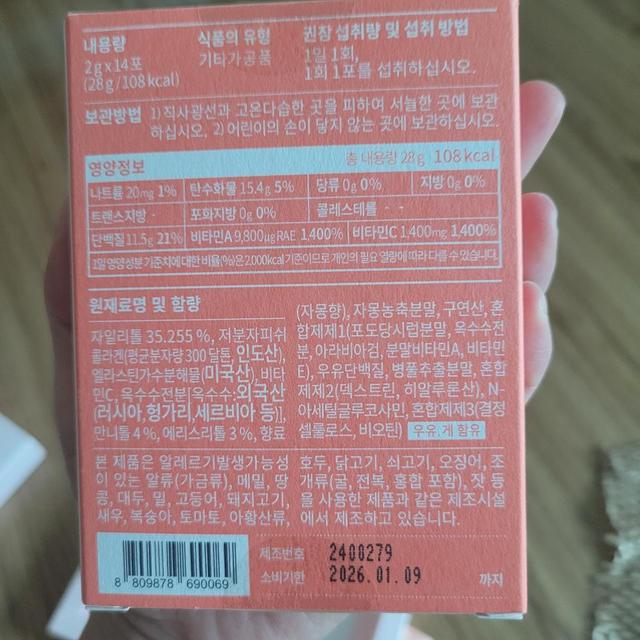 내용량 식품의 유형 권장 섭취량 및 섭취 방법
2 g x 14포 기타가공품 1일 1회,
(28 g / 108 kcal) 1회 1포를 섭취하십시오.
보관방법 1) 직사광선과 고온다습한 곳을 피하여 서늘한 곳에 보관
하십시오. 2) 어린이의 손이 닿지 않는 곳에 보관하십시오.
영양정보 총 내용량 28 g 108 kcal
나트륨 20 mg 1% 탄수화물 15.4 g 5% 당류 0 g 0% 지방 0 g 0%
트랜스지방 - 포화지방 0 g 0% 콜레스테롤 - -
단백질 11.5 g 21% 비타민A 9,800 µg RAE 1,400% 비타민C 1,400 mg 1,400%
1일 영양성분 기준치에 대한 비율(%)은 2,000 kcal 기준이므로 개인의 필요 열량에 따라 다를 수 있습니다.
원재료명 및 함량
자일리톨 35.255 %, 저분자피쉬
콜라겐(평균분자량 300 달톤, 인도산),
엘라스틴가수분해물(미국산), 비타
민C, 옥수수전분[옥수수:외국산
(러시아,헝가리,세르비아 등)],
만니톨 4 %, 에리스리톨 3 %, 향료
(자몽향), 자몽농축분말, 구연산, 혼
합제제1(포도당시럽분말, 옥수수전
분, 아라비아검, 분말비타민A, 비타민
E), 우유단백질, 병풀추출분말, 혼합
제제2(덱스트린, 히알루론산), N-
아세틸글루코사민, 혼합제제3(결정
셀룰로스, 비오틴) 우유, 게 함유
본 제품은 알레르기발생가능성
이 있는 알류(가금류), 메밀, 땅
콩, 대두, 밀, 고등어, 돼지고기,
새우, 복숭아, 토마토, 아황산류,
호두, 닭고기, 쇠고기, 오징어, 조
개류(굴, 전복, 홍합 포함), 잣 등
을 사용한 제품과 같은 제조시설
에서 제조하고 있습니다.
8 809878 690069
제조번호 2400279
소비기한 2026.01.09 까지